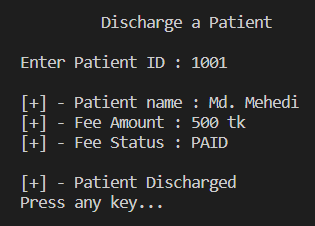 Discharge a Patient
Enter Patient ID : 1001
[+] - Patient name : Md. Mehedi
[+] - Fee Amount : 500 tk
[+] - Fee Status : PAID
[+] - Patient Discharged
Press any key...